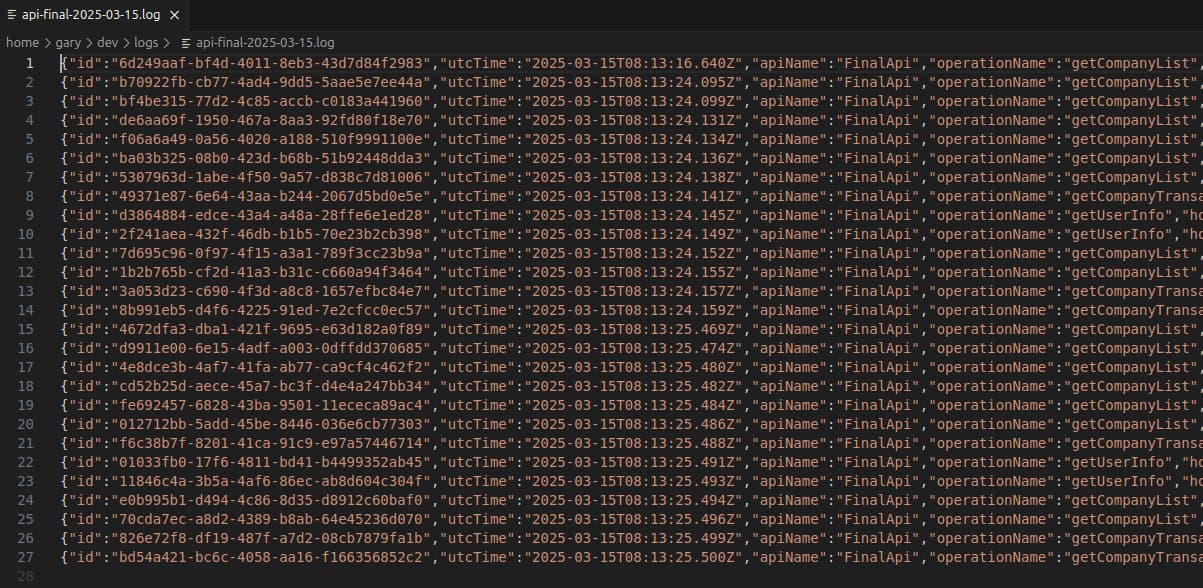 api-final-2025-03-15.log
home > gary > dev > logs > api-final-2025-03-15.log
1 {"id":"6d249aaf-bf4d-4011-8eb3-43d7d84f2983","utcTime":"2025-03-15T08:13:16.640Z","apiName":"FinalApi","operationName":"getCompanyList",
2 {"id":"b70922fb-cb77-4ad4-9dd5-5aae5e7ee44a","utcTime":"2025-03-15T08:13:24.095Z","apiName":"FinalApi","operationName":"getCompanyList",
3 {"id":"bf4be315-77d2-4c85-accb-c0183a441960","utcTime":"2025-03-15T08:13:24.099Z","apiName":"FinalApi","operationName":"getCompanyList",
4 {"id":"de6aa69f-1950-467a-8aa3-92fd80f18e70","utcTime":"2025-03-15T08:13:24.131Z","apiName":"FinalApi","operationName":"getCompanyList",
5 {"id":"f06a6a49-0a56-4020-a188-510f9991100e","utcTime":"2025-03-15T08:13:24.134Z","apiName":"FinalApi","operationName":"getCompanyList",
6 {"id":"ba03b325-08b0-423d-b68b-51b92448dda3","utcTime":"2025-03-15T08:13:24.136Z","apiName":"FinalApi","operationName":"getCompanyList",
7 {"id":"5307963d-1abe-4f50-9a57-d838c7d81006","utcTime":"2025-03-15T08:13:24.138Z","apiName":"FinalApi","operationName":"getCompanyList",
8 {"id":"49371e87-6e64-43aa-b244-2067d5bd0e5e","utcTime":"2025-03-15T08:13:24.141Z","apiName":"FinalApi","operationName":"getCompanyTransa
9 {"id":"d3864884-edce-43a4-a48a-28ffe6e1ed28","utcTime":"2025-03-15T08:13:24.145Z","apiName":"FinalApi","operationName":"getUserInfo","ho
10 {"id":"2f241aea-432f-46db-b1b5-70e23b2cb398","utcTime":"2025-03-15T08:13:24.149Z","apiName":"FinalApi","operationName":"getUserInfo","ho
11 {"id":"7d695c96-0f97-4f15-a3a1-789f3cc23b9a","utcTime":"2025-03-15T08:13:24.152Z","apiName":"FinalApi","operationName":"getCompanyList",
12 {"id":"1b2b765b-cf2d-41a3-b31c-c660a94f3464","utcTime":"2025-03-15T08:13:24.155Z","apiName":"FinalApi","operationName":"getCompanyList",
13 {"id":"3a053d23-c690-4f3d-a8c8-1657efbc84e7","utcTime":"2025-03-15T08:13:24.157Z","apiName":"FinalApi","operationName":"getCompanyTransa
14 {"id":"8b991eb5-d4f6-4225-91ed-7e2cfcc0ec57","utcTime":"2025-03-15T08:13:24.159Z","apiName":"FinalApi","operationName":"getCompanyTransa
15 {"id":"4672dfa3-dba1-421f-9695-e63d182a0f89","utcTime":"2025-03-15T08:13:25.469Z","apiName":"FinalApi","operationName":"getCompanyList",
16 {"id":"d9911e00-6e15-4adf-a003-0dffdd370685","utcTime":"2025-03-15T08:13:25.474Z","apiName":"FinalApi","operationName":"getCompanyList",
17 {"id":"4e8dce3b-4af7-41fa-ab77-ca9cf4c462f2","utcTime":"2025-03-15T08:13:25.480Z","apiName":"FinalApi","operationName":"getCompanyList",
18 {"id":"cd52b25d-aece-45a7-bc3f-d4e4a247bb34","utcTime":"2025-03-15T08:13:25.482Z","apiName":"FinalApi","operationName":"getCompanyList",
19 {"id":"fe692457-6828-43ba-9501-11ececa89ac4","utcTime":"2025-03-15T08:13:25.484Z","apiName":"FinalApi","operationName":"getCompanyList",
20 {"id":"012712bb-5add-45be-8446-036e6cb77303","utcTime":"2025-03-15T08:13:25.486Z","apiName":"FinalApi","operationName":"getCompanyList",
21 {"id":"f6c38b7f-8201-41ca-91c9-e97a57446714","utcTime":"2025-03-15T08:13:25.488Z","apiName":"FinalApi","operationName":"getCompanyTransa
22 {"id":"01033fb0-17f6-4811-bd41-b4499352ab45","utcTime":"2025-03-15T08:13:25.491Z","apiName":"FinalApi","operationName":"getUserInfo","ho
23 {"id":"11846c4a-3b5a-4af6-86ec-ab8d604c304f","utcTime":"2025-03-15T08:13:25.493Z","apiName":"FinalApi","operationName":"getUserInfo","ho
24 {"id":"e0b995b1-d494-4c86-8d35-d8912c60baf0","utcTime":"2025-03-15T08:13:25.494Z","apiName":"FinalApi","operationName":"getCompanyList",
25 {"id":"70cda7ec-a8d2-4389-b8ab-64e45236d070","utcTime":"2025-03-15T08:13:25.496Z","apiName":"FinalApi","operationName":"getCompanyList",
26 {"id":"826e72f8-df19-487f-a7d2-08cb7879fa1b","utcTime":"2025-03-15T08:13:25.499Z","apiName":"FinalApi","operationName":"getCompanyTransa
27 {"id":"bd54a421-bc6c-4058-aa16-f166356852c2","utcTime":"2025-03-15T08:13:25.500Z","apiName":"FinalApi","operationName":"getCompanyTransa
28